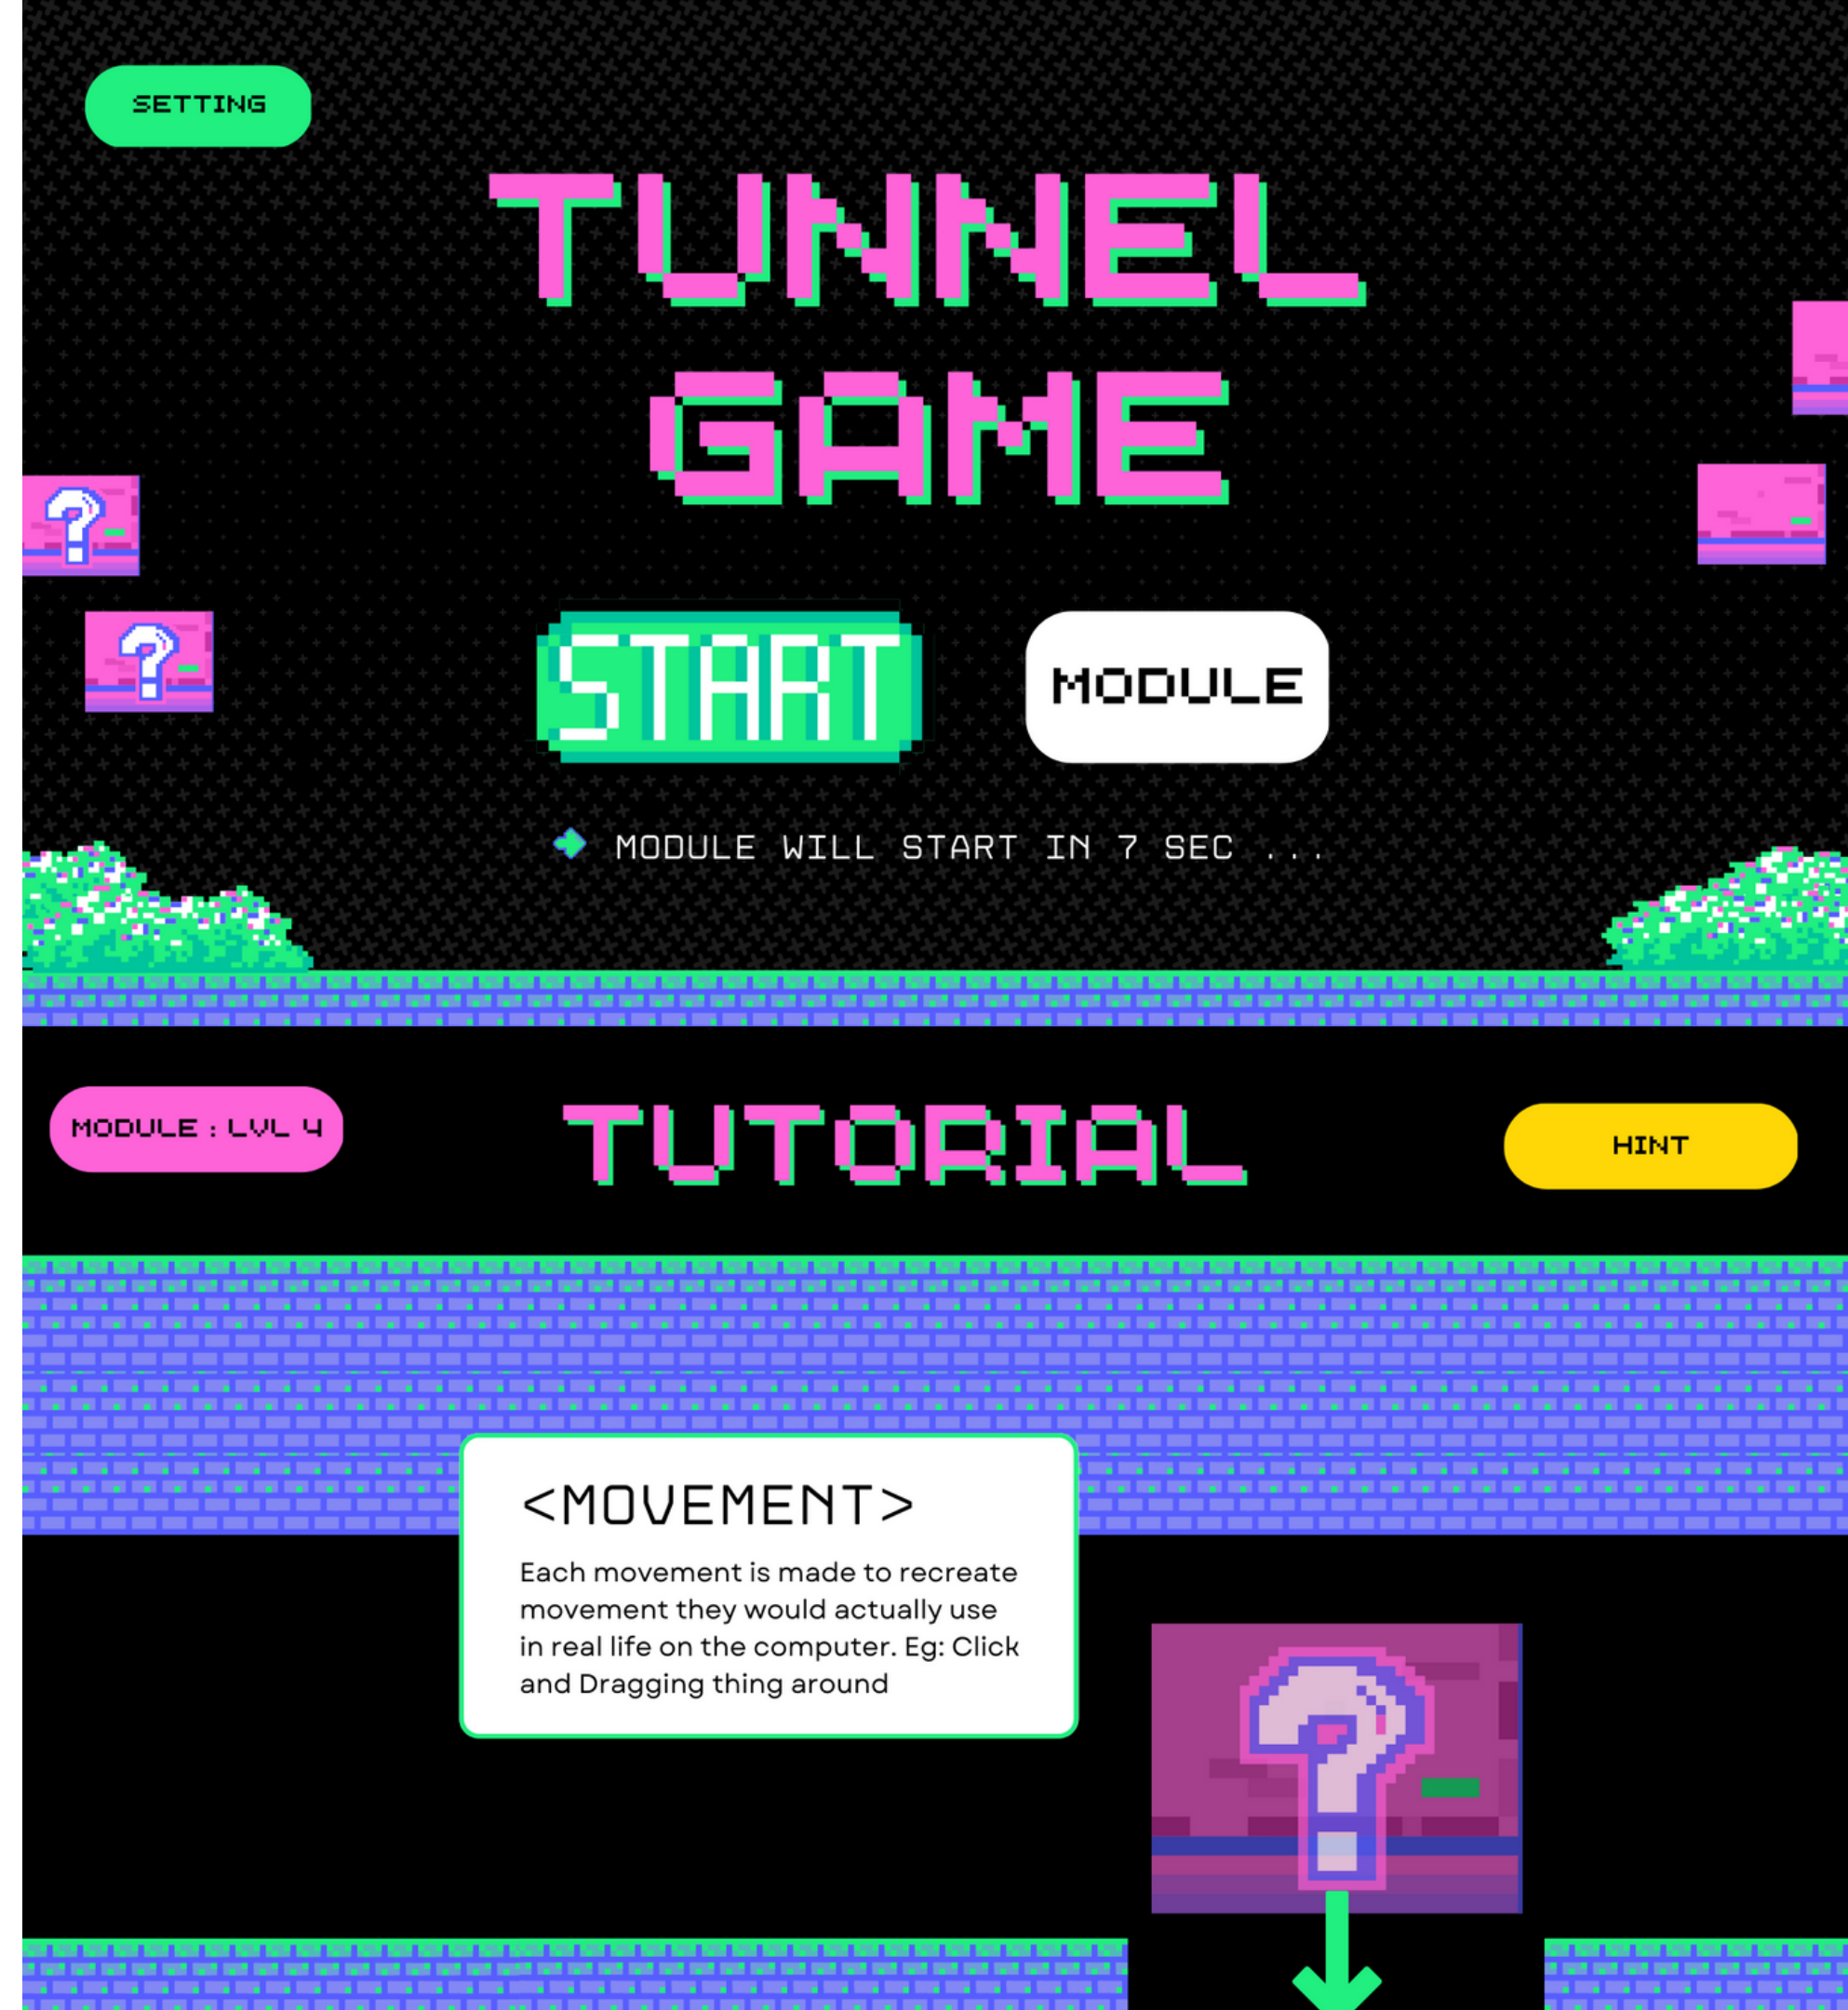 SETTING
TUNNEL
GAME
?
?
START
MODULE
MODULE WILL START IN 7 SEC ...
MODULE : LVL 4
TUTORIAL
HINT
<MOVEMENT>
Each movement is made to recreate
movement they would actually use
in real life on the computer. Eg: Click
and Dragging thing around
?